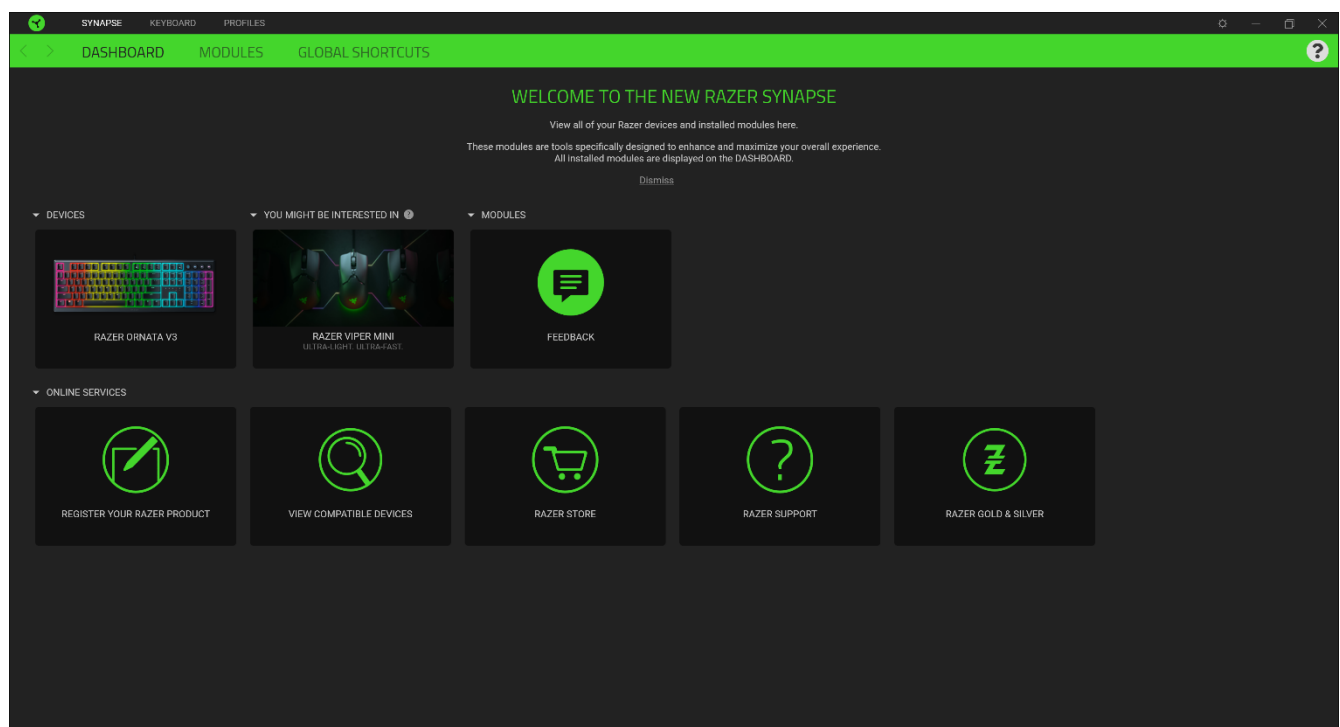 SYNAPSE KEYBOARD PROFILES
DASHBOARD MODULES GLOBAL SHORTCUTS ?
WELCOME TO THE NEW RAZER SYNAPSE
View all of your Razer devices and installed modules here.
These modules are tools specifically designed to enhance and maximize your overall experience.
All installed modules are displayed on the DASHBOARD.
Dismiss
DEVICES YOU MIGHT BE INTERESTED IN ? MODULES
RAZER ORNATA V3 RAZER VIPER MINI FEEDBACK
ULTRA-LIGHT. ULTRA-FAST.
ONLINE SERVICES
REGISTER YOUR RAZER PRODUCT VIEW COMPATIBLE DEVICES RAZER STORE RAZER SUPPORT RAZER GOLD & SILVER